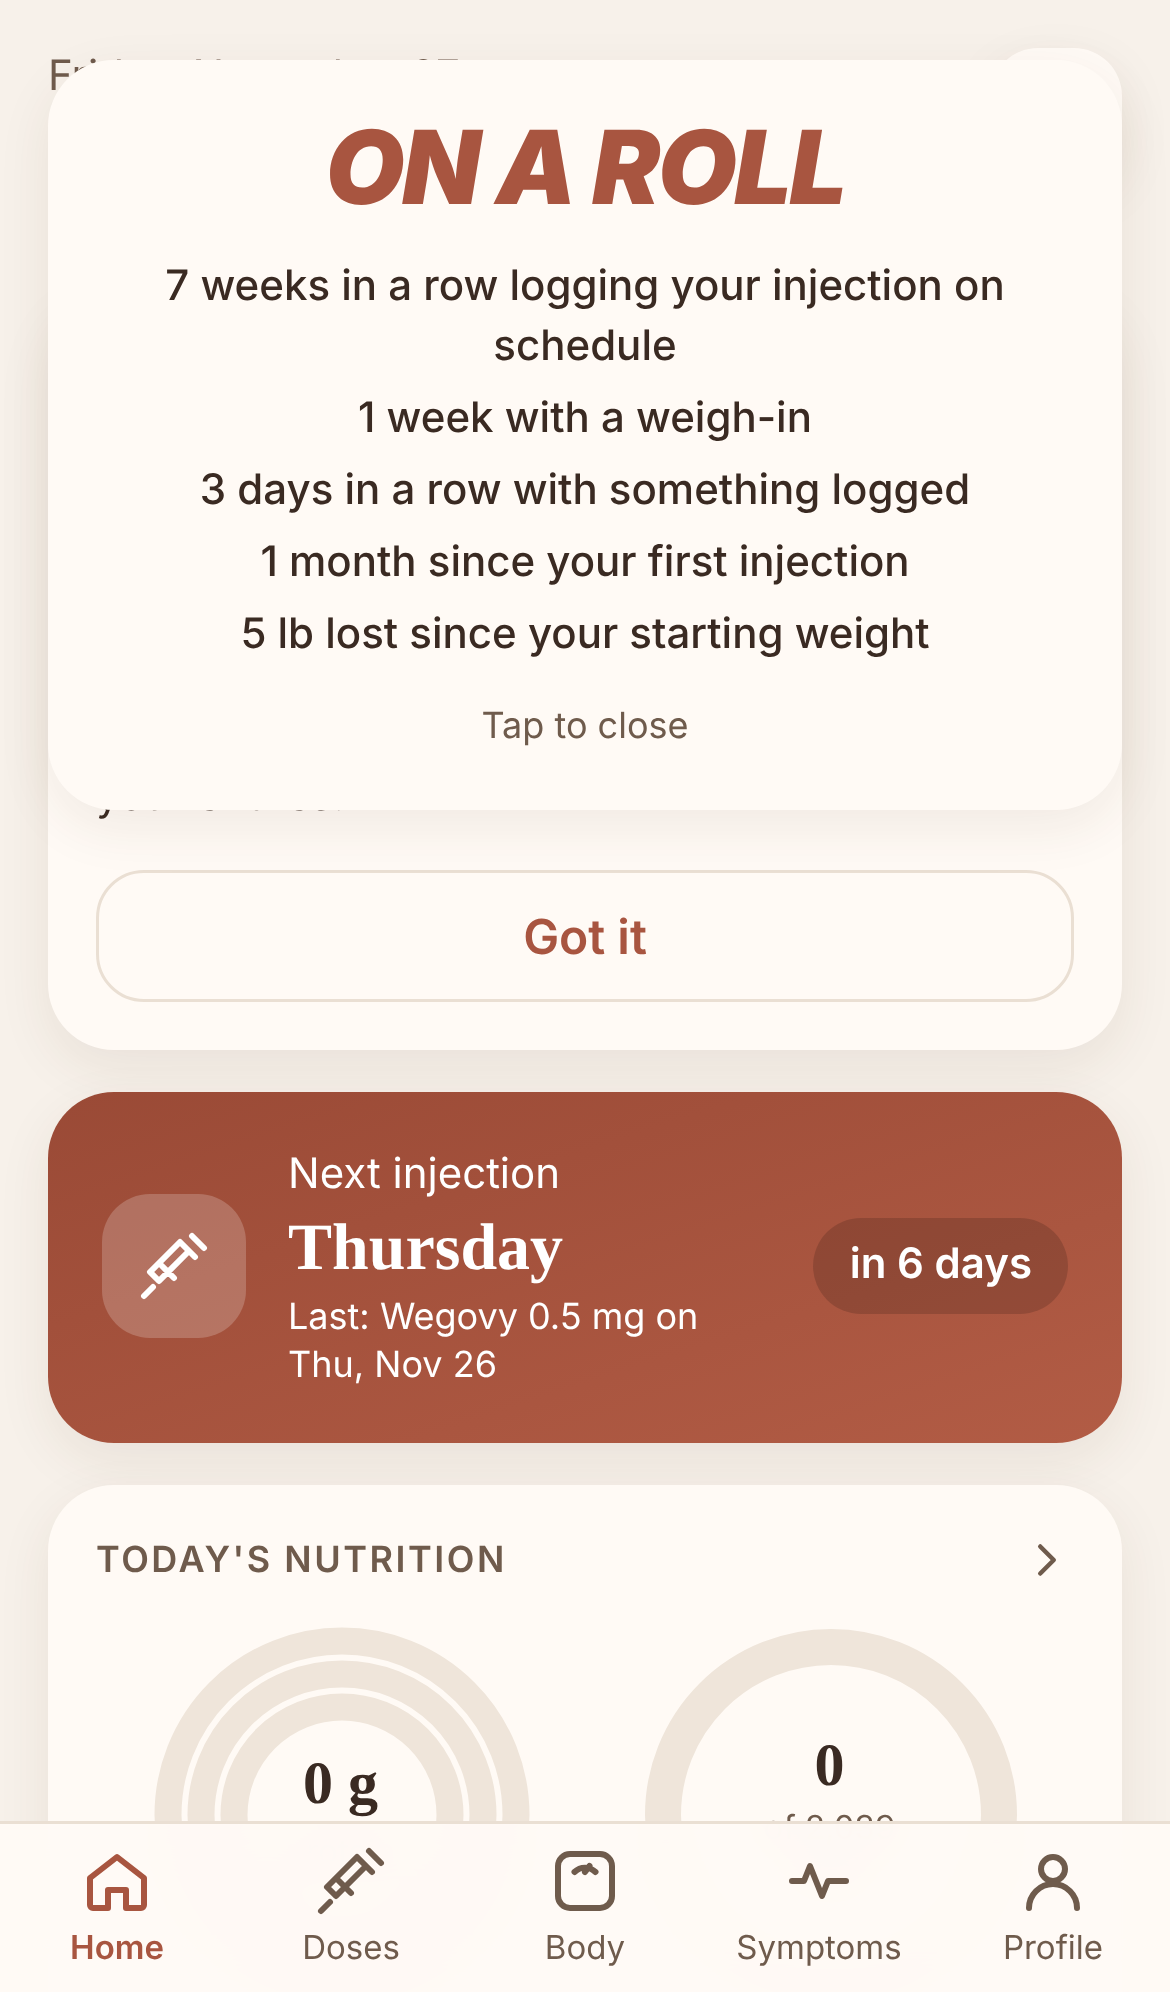 ON A ROLL
7 weeks in a row logging your injection on
schedule
1 week with a weigh-in
3 days in a row with something logged
1 month since your first injection
5 lb lost since your starting weight
Tap to close
Got it
Next injection
Thursday
in 6 days
Last: Wegovy 0.5 mg on
Thu, Nov 26
TODAY'S NUTRITION
0 g
0
Home
Doses
Body
Symptoms
Profile